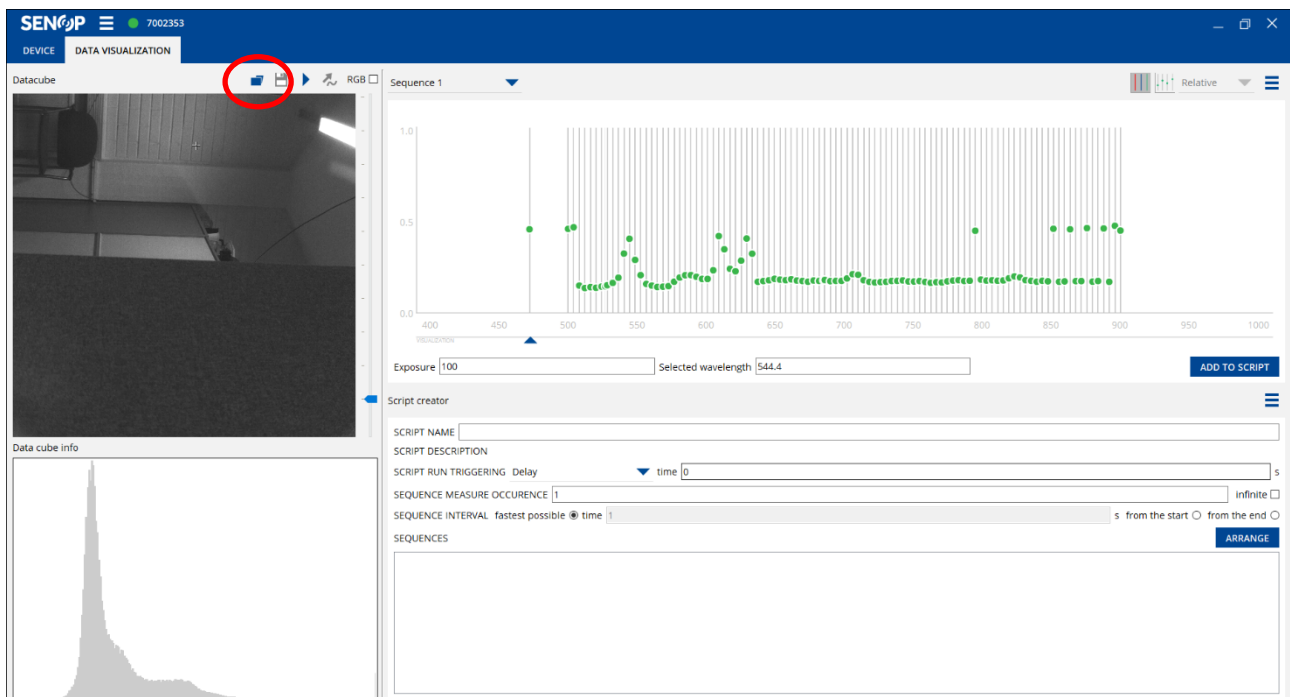 SENOP 7002353
DEVICE DATA VISUALIZATION
Datacube RGB
Sequence 1 Relative
1.0
0.5
0.0
400 450 500 550 600 650 700 750 800 850 900 950 1000
VISUALIZATION
Exposure 100 Selected wavelength 544.4 ADD TO SCRIPT
Script creator
SCRIPT NAME
SCRIPT DESCRIPTION
SCRIPT RUN TRIGGERING Delay time 0 s
SEQUENCE MEASURE OCCURENCE 1 infinite
SEQUENCE INTERVAL fastest possible time 1 s from the start from the end
SEQUENCES ARRANGE
Data cube info